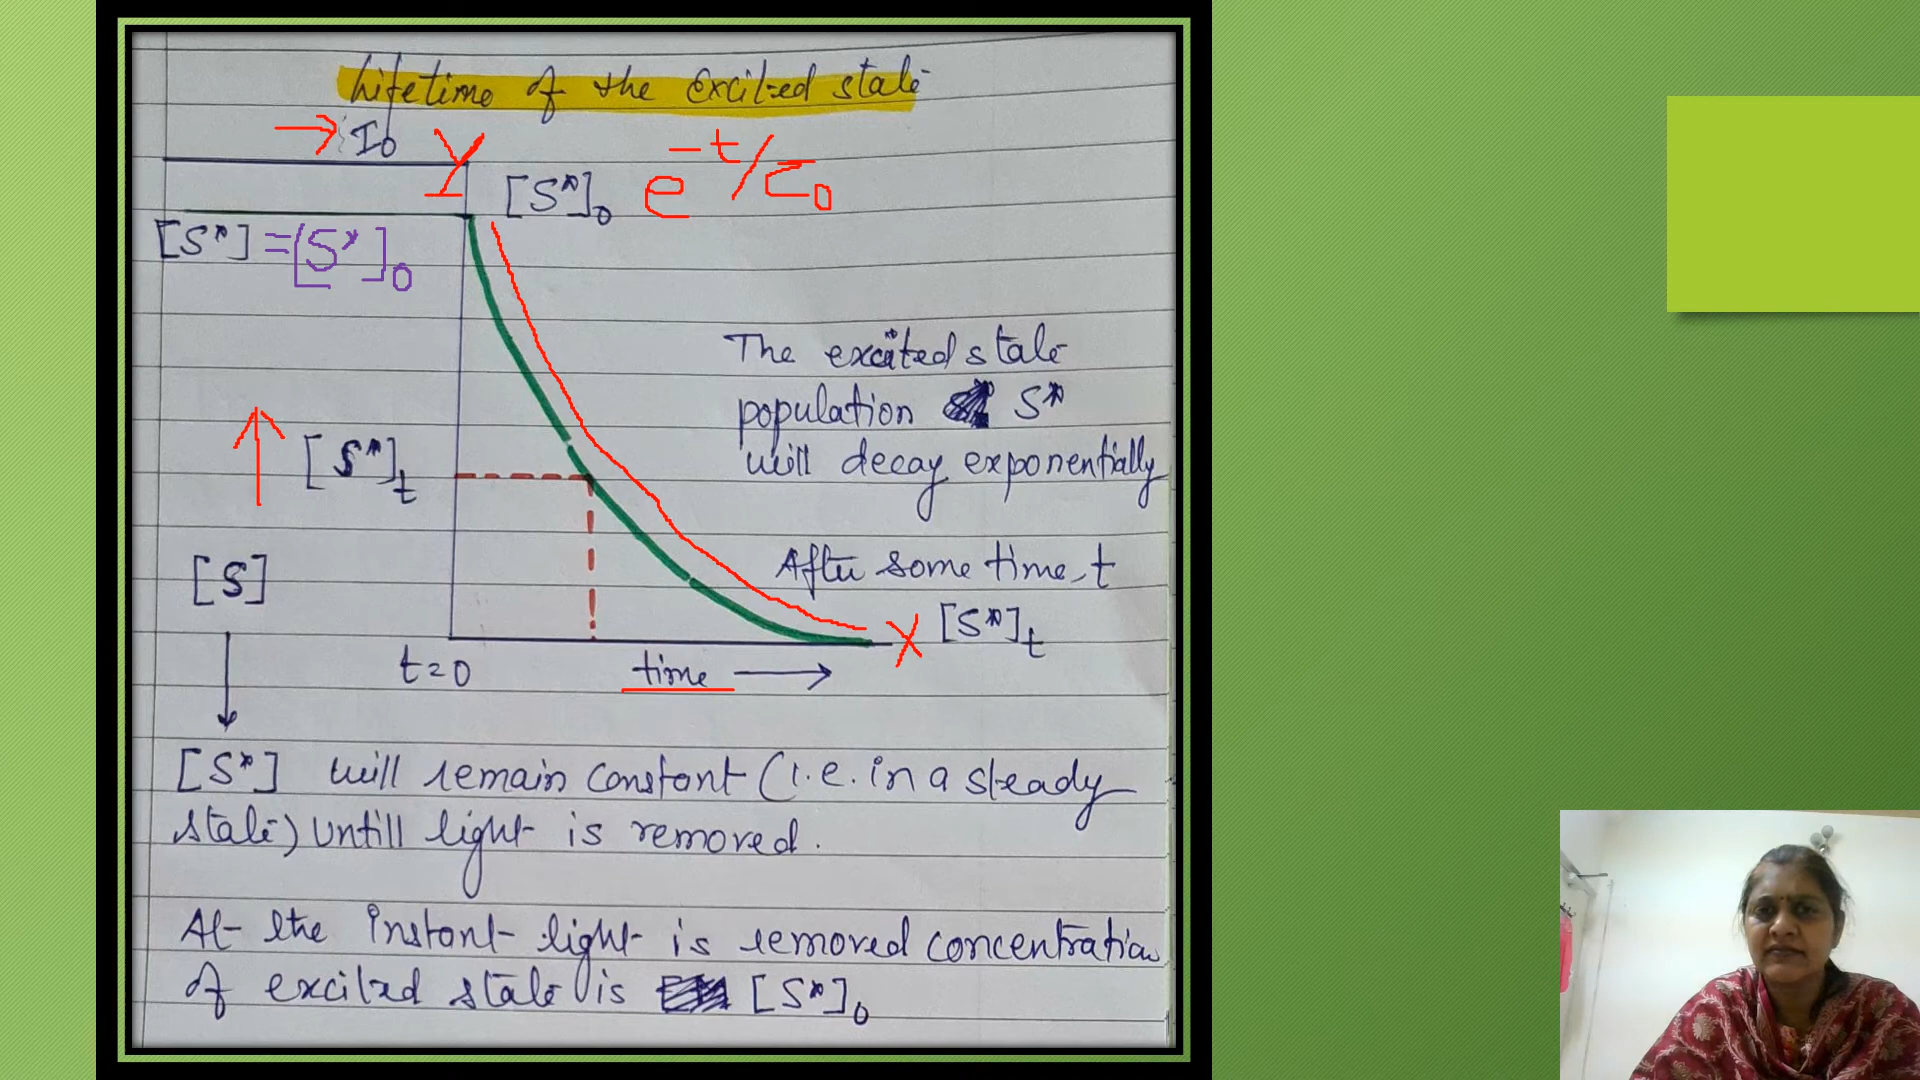 Lifetime of the excited state
→ I₀ Y
[S*]₀ e^-t/τ₀
[S*] = [S*]₀
The excited state
population S*
will decay exponentially
[S*]t
After some time, t
[S]
X [S*]t
t=0 time →
[S*] will remain constant (i.e. in a steady
state) untill light is removed.
At the instant light is removed concentration
of excited state is [S*]₀